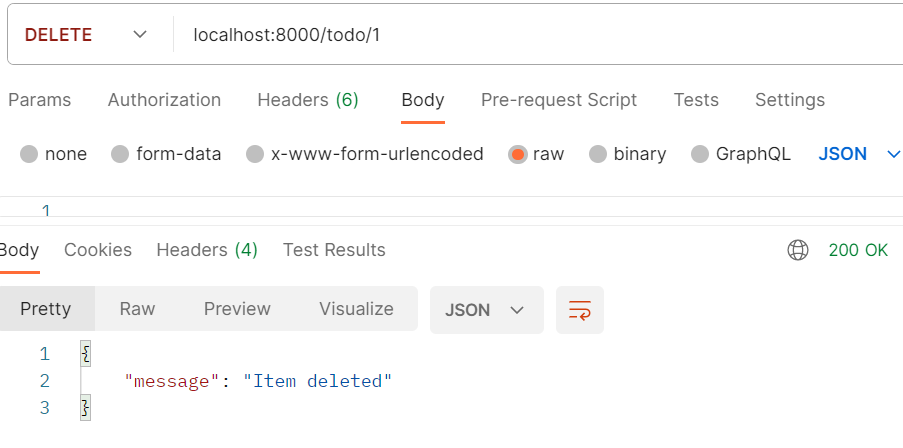 DELETE localhost:8000/todo/1
Params Authorization Headers (6) Body Pre-request Script Tests Settings
none form-data x-www-form-urlencoded raw binary GraphQL JSON
1
Body Cookies Headers (4) Test Results 200 OK
Pretty Raw Preview Visualize JSON
1 {
2 "message": "Item deleted"
3 }